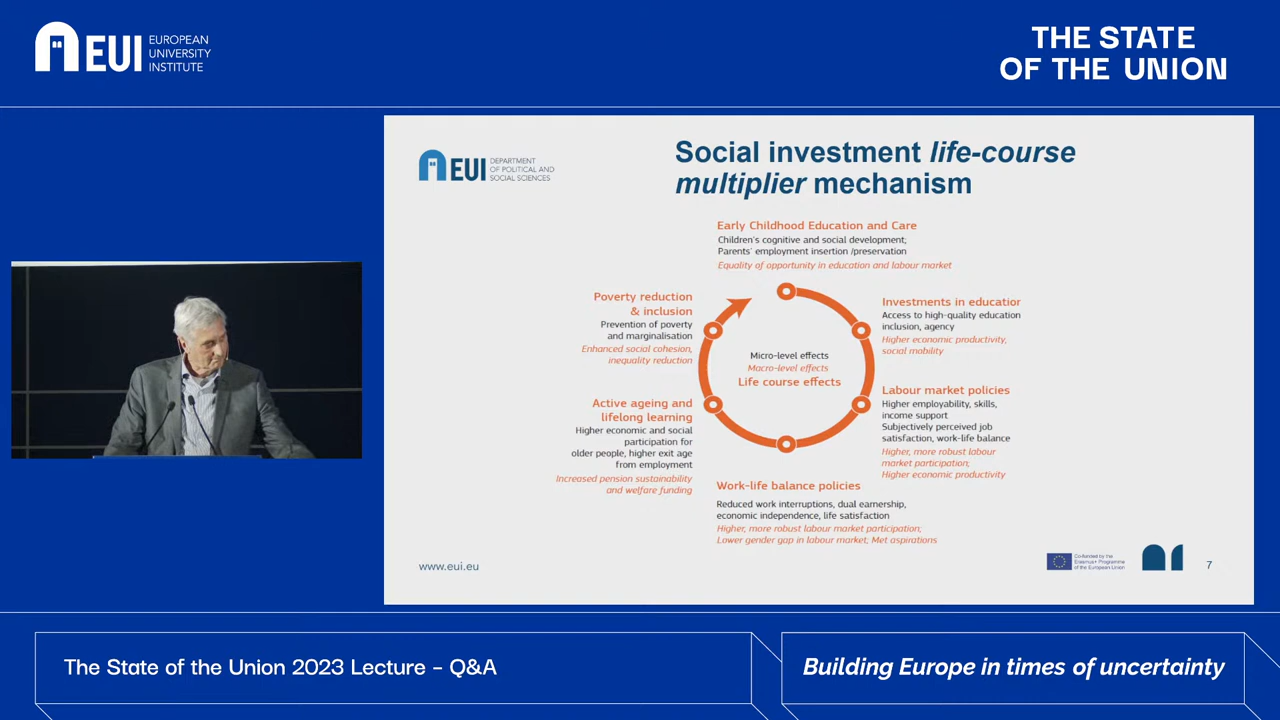 EUI
EUROPEAN
UNIVERSITY
INSTITUTE
THE STATE
OF THE UNION
EUI
DEPARTMENT
OF POLITICAL AND
SOCIAL SCIENCES
Social investment life-course
multiplier mechanism
Early Childhood Education and Care
Children's cognitive and social development;
Parents' employment insertion /preservation
Equality of opportunity in education and labour market
Investments in educatior
Access to high-quality education
inclusion, agency
Higher economic productivity,
social mobility
Labour market policies
Higher employability, skills,
income support
Subjectively perceived job
satisfaction, work-life balance
Higher, more robust labour
market participation;
Higher economic productivity
Work-life balance policies
Reduced work interruptions, dual earnership,
economic independence, life satisfaction
Higher, more robust labour market participation;
Lower gender gap in labour market; Met aspirations
Active ageing and
lifelong learning
Higher economic and social
participation for
older people, higher exit age
from employment
Increased pension sustainability
and welfare funding
Poverty reduction
& inclusion
Prevention of poverty
and marginalisation
Enhanced social cohesion,
inequality reduction
Micro-level effects
Macro-level effects
Life course effects
www.eui.eu
Co-funded by the
Erasmus+ Programme
of the European Union
7
The State of the Union 2023 Lecture – Q&A
Building Europe in times of uncertainty